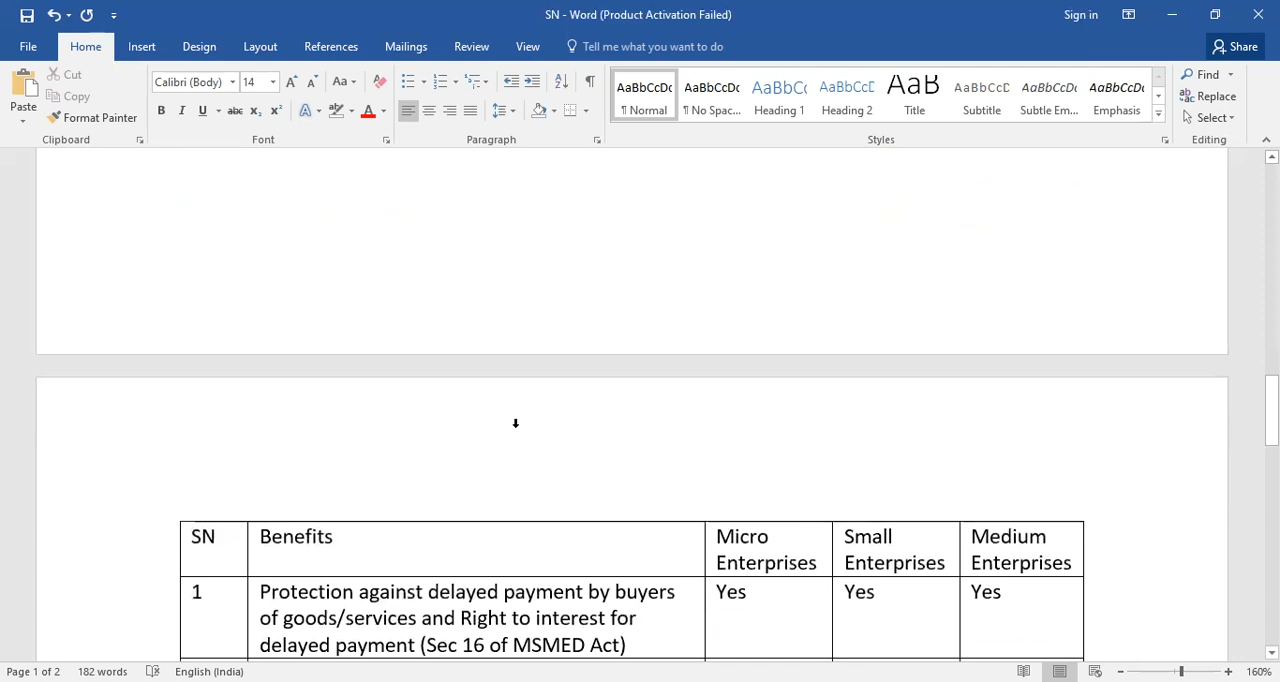 SN - Word (Product Activation Failed)
Sign in
File Home Insert Design Layout References Mailings Review View Tell me what you want to do Share
Paste
Cut
Copy
Format Painter
Clipboard
Calibri (Body) 14 Aa
B I U abc x₂ x² A A
Font
Paragraph
AaBbCcDc AaBbCcDc AaBbCc AaBbCcD AaB AaBbCcD AaBbCcDc AaBbCcDc
¶ Normal ¶ No Spac... Heading 1 Heading 2 Title Subtitle Subtle Em... Emphasis
Styles
Find
Replace
Select
Editing
SN Benefits Micro Enterprises Small Enterprises Medium Enterprises
1 Protection against delayed payment by buyers Yes Yes Yes
of goods/services and Right to interest for
delayed payment (Sec 16 of MSMED Act)
Page 1 of 2 182 words English (India) 160%